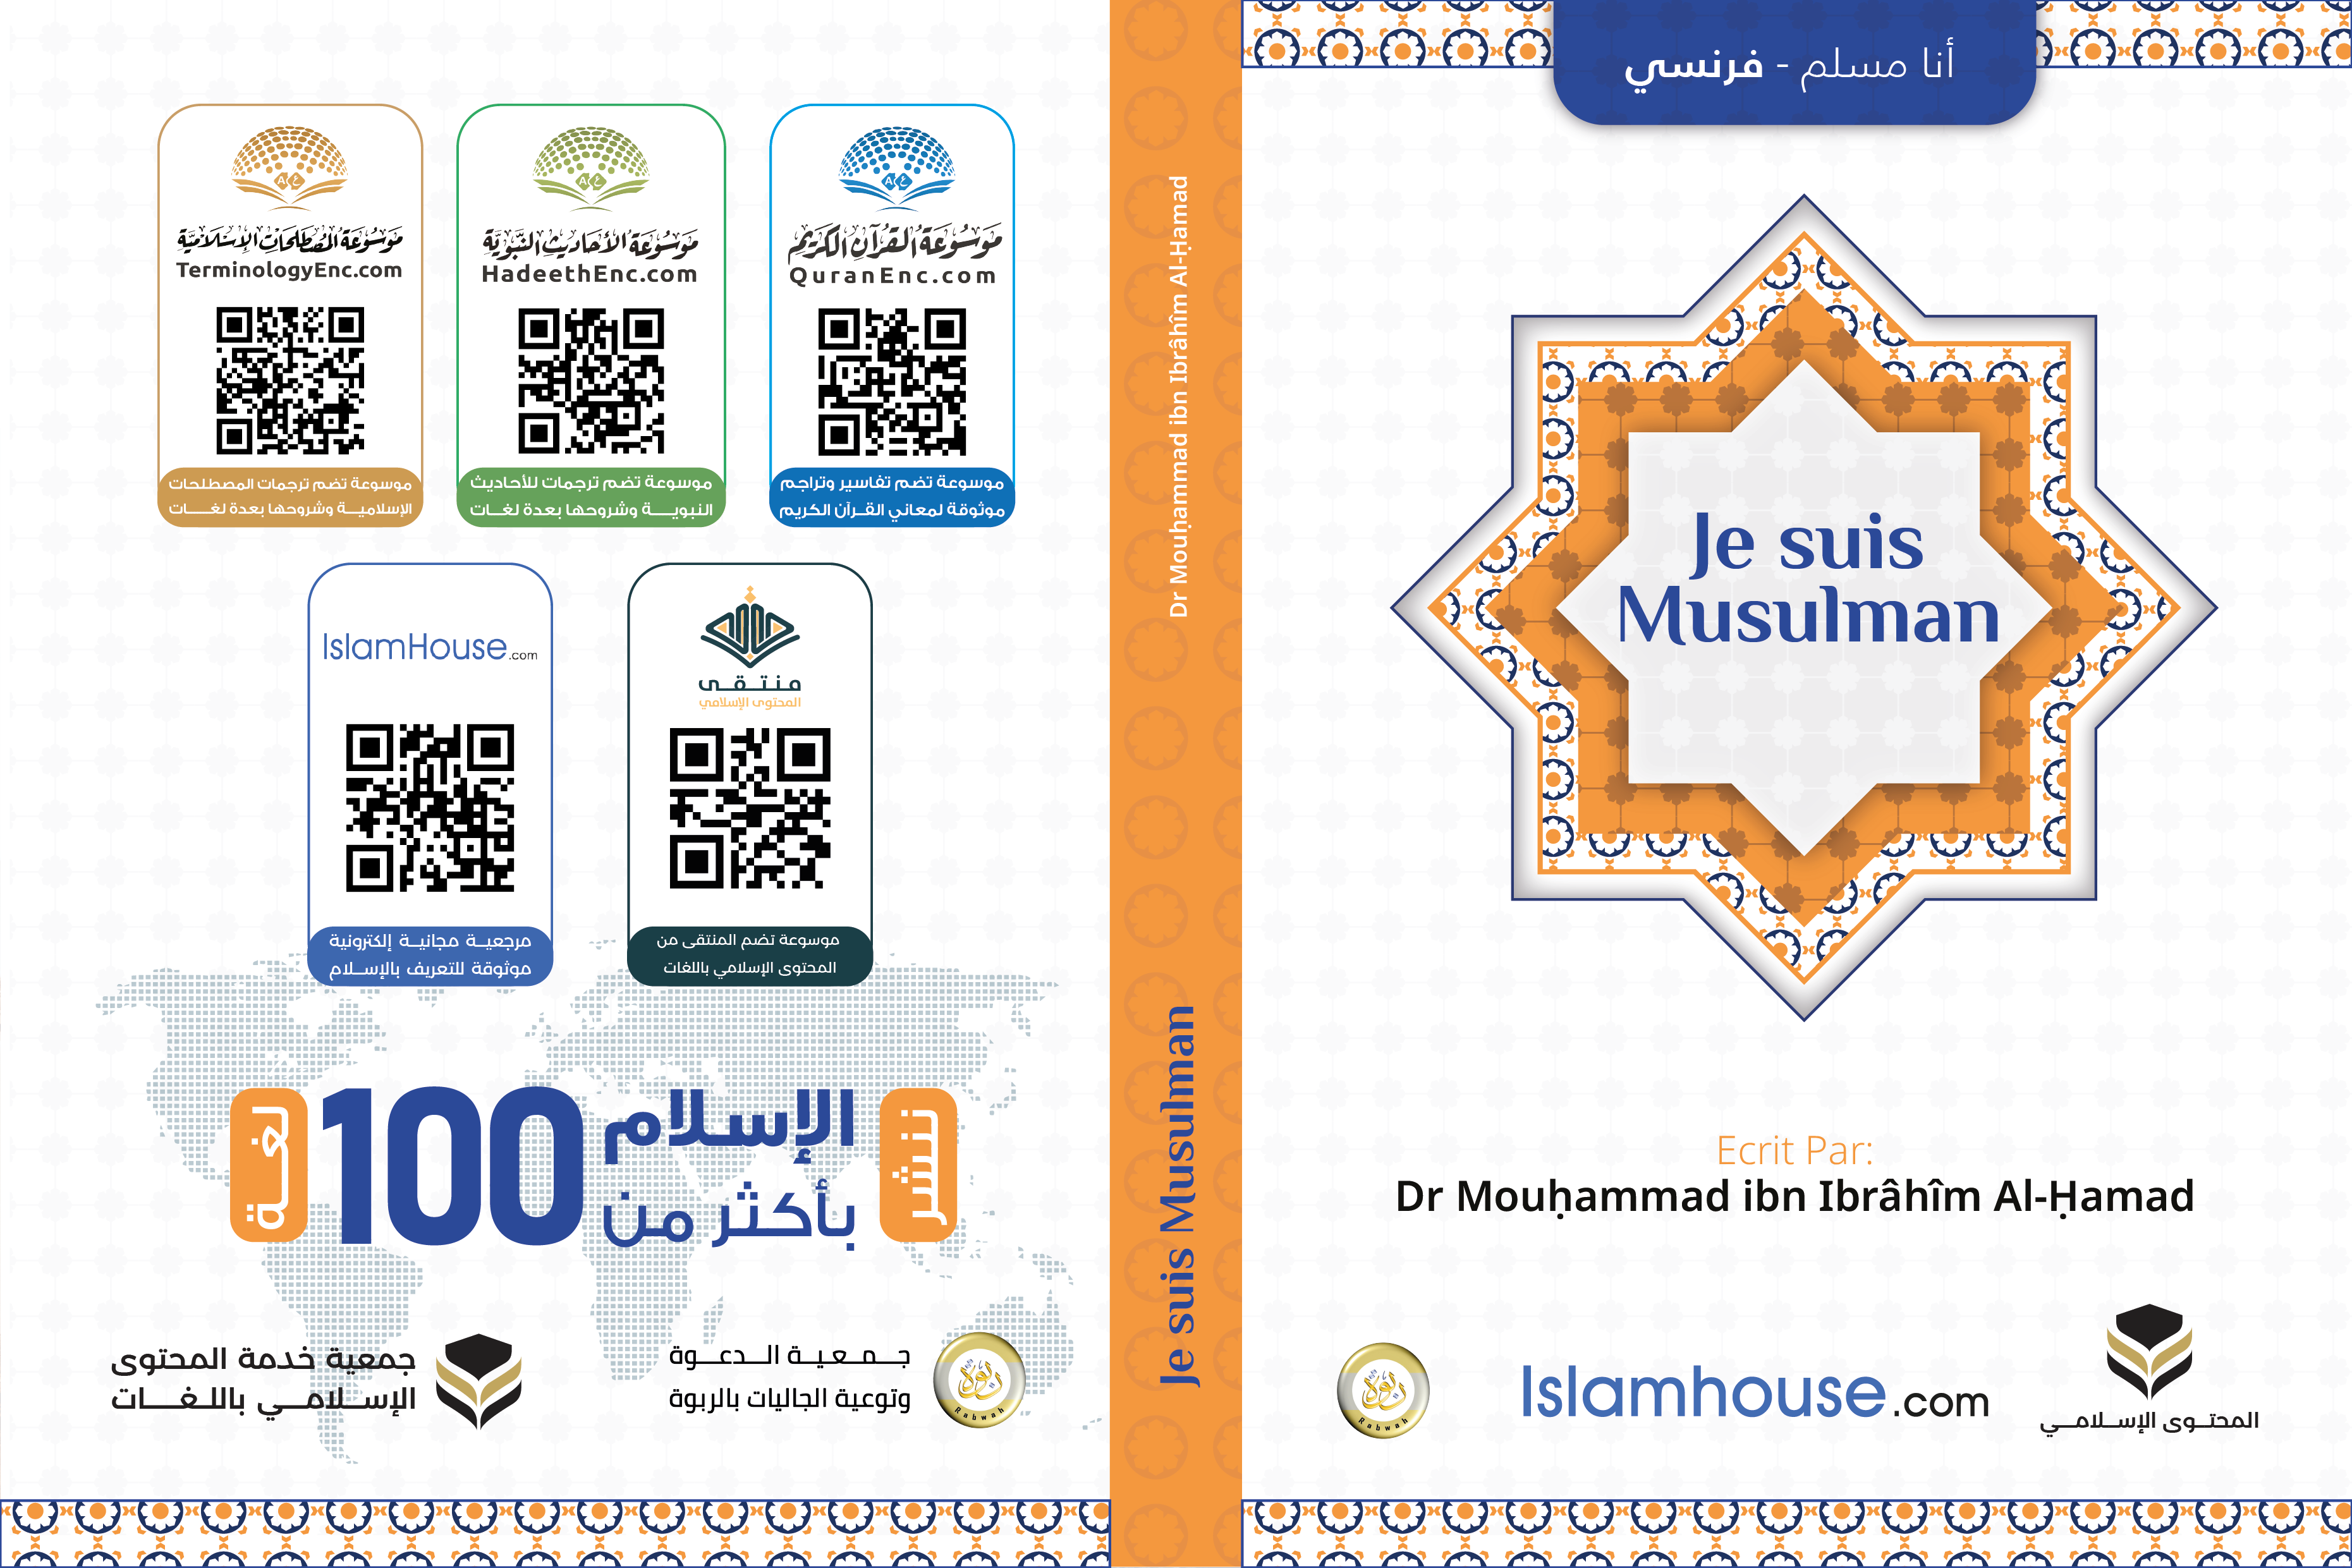 أنا مسلم - فرنسي
Je suis
Musulman
Ecrit Par:
Dr Mouḥammad ibn Ibrâhîm Al-Ḥamad
Rabwah
Islamhouse.com
المحتوى الإسلامي
Dr Mouḥammad ibn Ibrâhîm Al-Ḥamad
Je suis Musulman
موسوعة القرآن الكريم
QuranEnc.com
موسوعة تضم تفاسير وتراجم
موثوقة لمعاني القرآن الكريم
موسوعة الأحاديث النبوية
HadeethEnc.com
موسوعة تضم ترجمات للأحاديث
النبوية وشروحها بعدة لغات
موسوعة المصطلحات الإسلامية
TerminologyEnc.com
موسوعة تضم ترجمات المصطلحات
الإسلامية وشروحها بعدة لغات
منتقى
المحتوى الإسلامي
موسوعة تضم المنتقى من
المحتوى الإسلامي باللغات
IslamHouse.com
مرجعية مجانية إلكترونية
موثوقة للتعريف بالإسلام
ننشر
الإسلام
بأكثر من
100
لغة
ربوة
Rabwah
جمعية الدعوة
وتوعية الجاليات بالربوة
جمعية خدمة المحتوى
الإسلامي باللغات